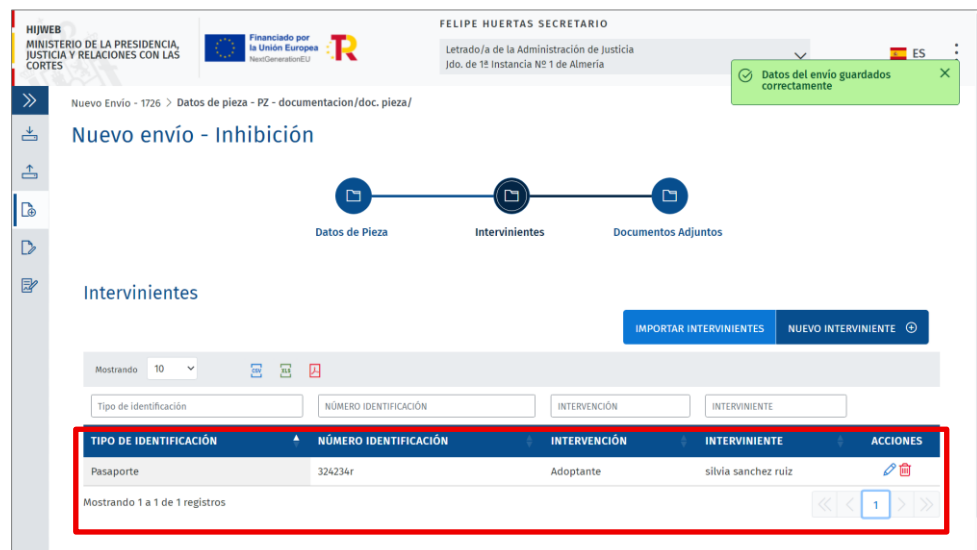 HIJWEB
MINISTERIO DE LA PRESIDENCIA,
JUSTICIA Y RELACIONES CON LAS
CORTES
Financiado por
la Unión Europea
NextGenerationEU
FELIPE HUERTAS SECRETARIO
Letrado/a de la Administración de Justicia
Jdo. de 1ª Instancia Nº 1 de Almería
ES
Datos del envío guardados
correctamente
Nuevo Envío - 1726 > Datos de pieza - PZ - documentacion/doc. pieza/
Nuevo envío - Inhibición
Datos de Pieza
Intervinientes
Documentos Adjuntos
Intervinientes
IMPORTAR INTERVINIENTES
NUEVO INTERVINIENTE
Mostrando 10
CSV
XLS
Tipo de identificación
NÚMERO IDENTIFICACIÓN
INTERVENCIÓN
INTERVINIENTE
TIPO DE IDENTIFICACIÓN NÚMERO IDENTIFICACIÓN INTERVENCIÓN INTERVINIENTE ACCIONES
Pasaporte 324234r Adoptante silvia sanchez ruiz
Mostrando 1 a 1 de 1 registros
1